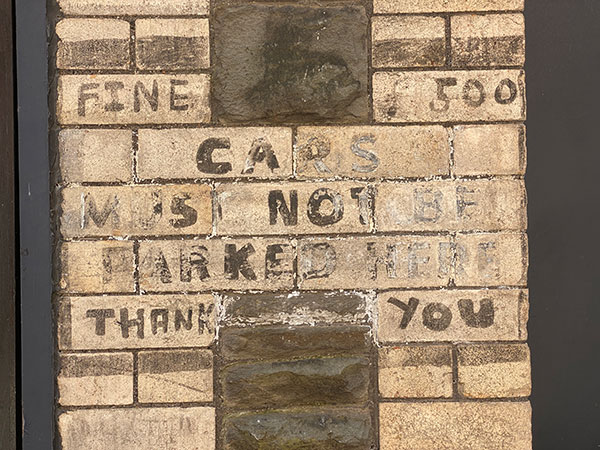 FINE 500
CARS
MUST NOT BE
PARKED HERE
THANK YOU